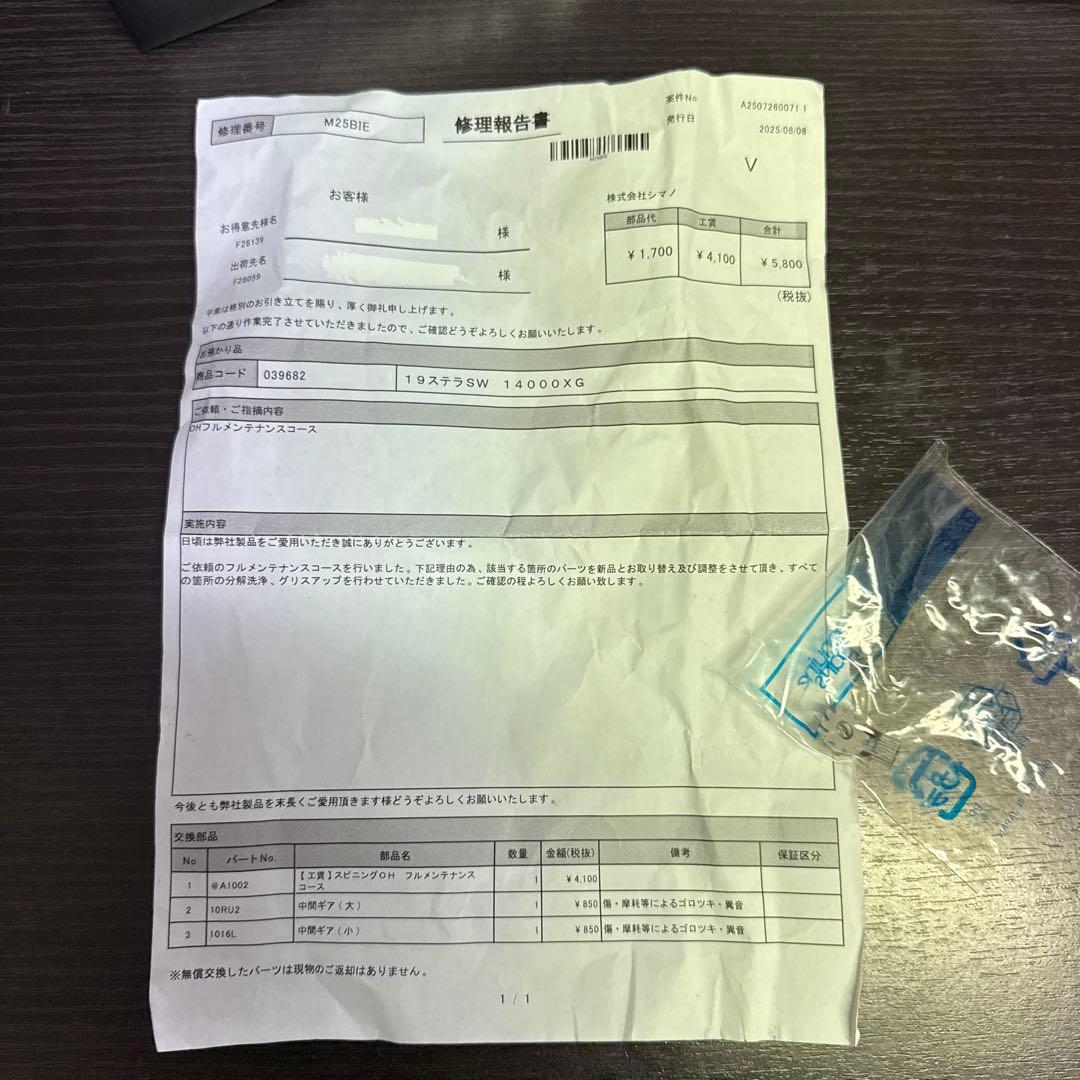 修理番号 M25BIE
修理報告書
案件No A2507260071 1
発行日 2025/08/08
M25BIE
V
お客様
お得意先様名
F28139
様
出荷先名
F28059
様
株式会社シマノ
部品代 工賃 合計
¥1,700 ¥4,100 ¥5,800
(税抜)
平素は格別のお引き立てを賜り、厚く御礼申し上げます。
以下の通り作業完了させていただきましたので、ご確認どうぞよろしくお願いいたします。
お預かり品
商品コード 039682 19ステラSW 14000XG
ご依頼・ご指摘内容
OHフルメンテナンスコース
実施内容
日頃は弊社製品をご愛用いただき誠にありがとうございます。
ご依頼のフルメンテナンスコースを行いました。下記理由の為、該当する箇所のパーツを新品とお取り替え及び調整をさせて頂き、すべて
の箇所の分解洗浄、グリスアップを行わせていただきました。ご確認の程よろしくお願い致します。
今後とも弊社製品を末長くご愛用頂きます様どうぞよろしくお願いいたします。
交換部品
No パートNo. 部品名 数量 金額(税抜) 備考 保証区分
1 @A1002 【工賃】スピニングOH フルメンテナンス
コース 1 ¥4,100
2 10RU2 中間ギア(大) 1 ¥850 傷・摩耗等によるゴロツキ・異音
3 1016L 中間ギア(小) 1 ¥850 傷・摩耗等によるゴロツキ・異音
※無償交換したパーツは現物のご返却はありません。
1 / 1